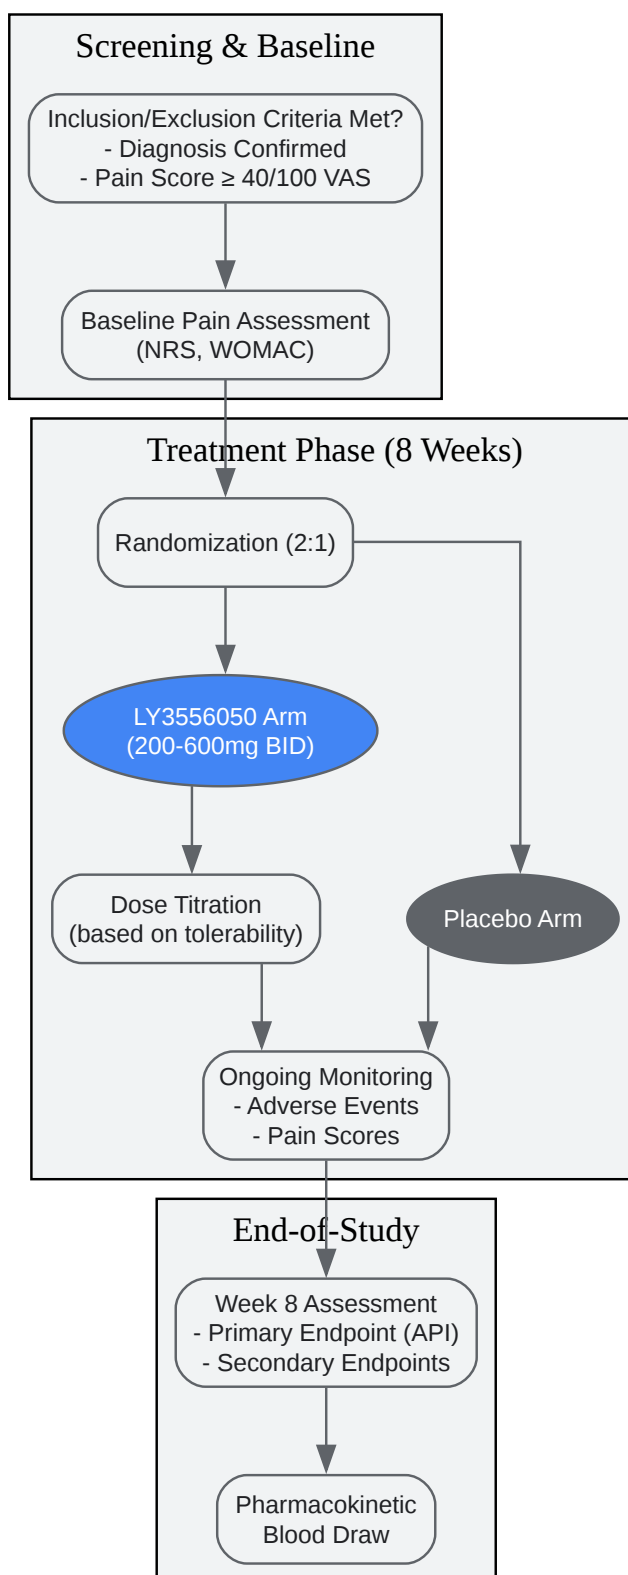 Screening & Baseline
Inclusion/Exclusion Criteria Met?
- Diagnosis Confirmed
- Pain Score ≥ 40/100 VAS
Baseline Pain Assessment
(NRS, WOMAC)
Treatment Phase (8 Weeks)
Randomization (2:1)
LY3556050 Arm
(200-600mg BID)
Dose Titration
(based on tolerability)
Placebo Arm
Ongoing Monitoring
- Adverse Events
- Pain Scores
End-of-Study
Week 8 Assessment
- Primary Endpoint (API)
- Secondary Endpoints
Pharmacokinetic
Blood Draw